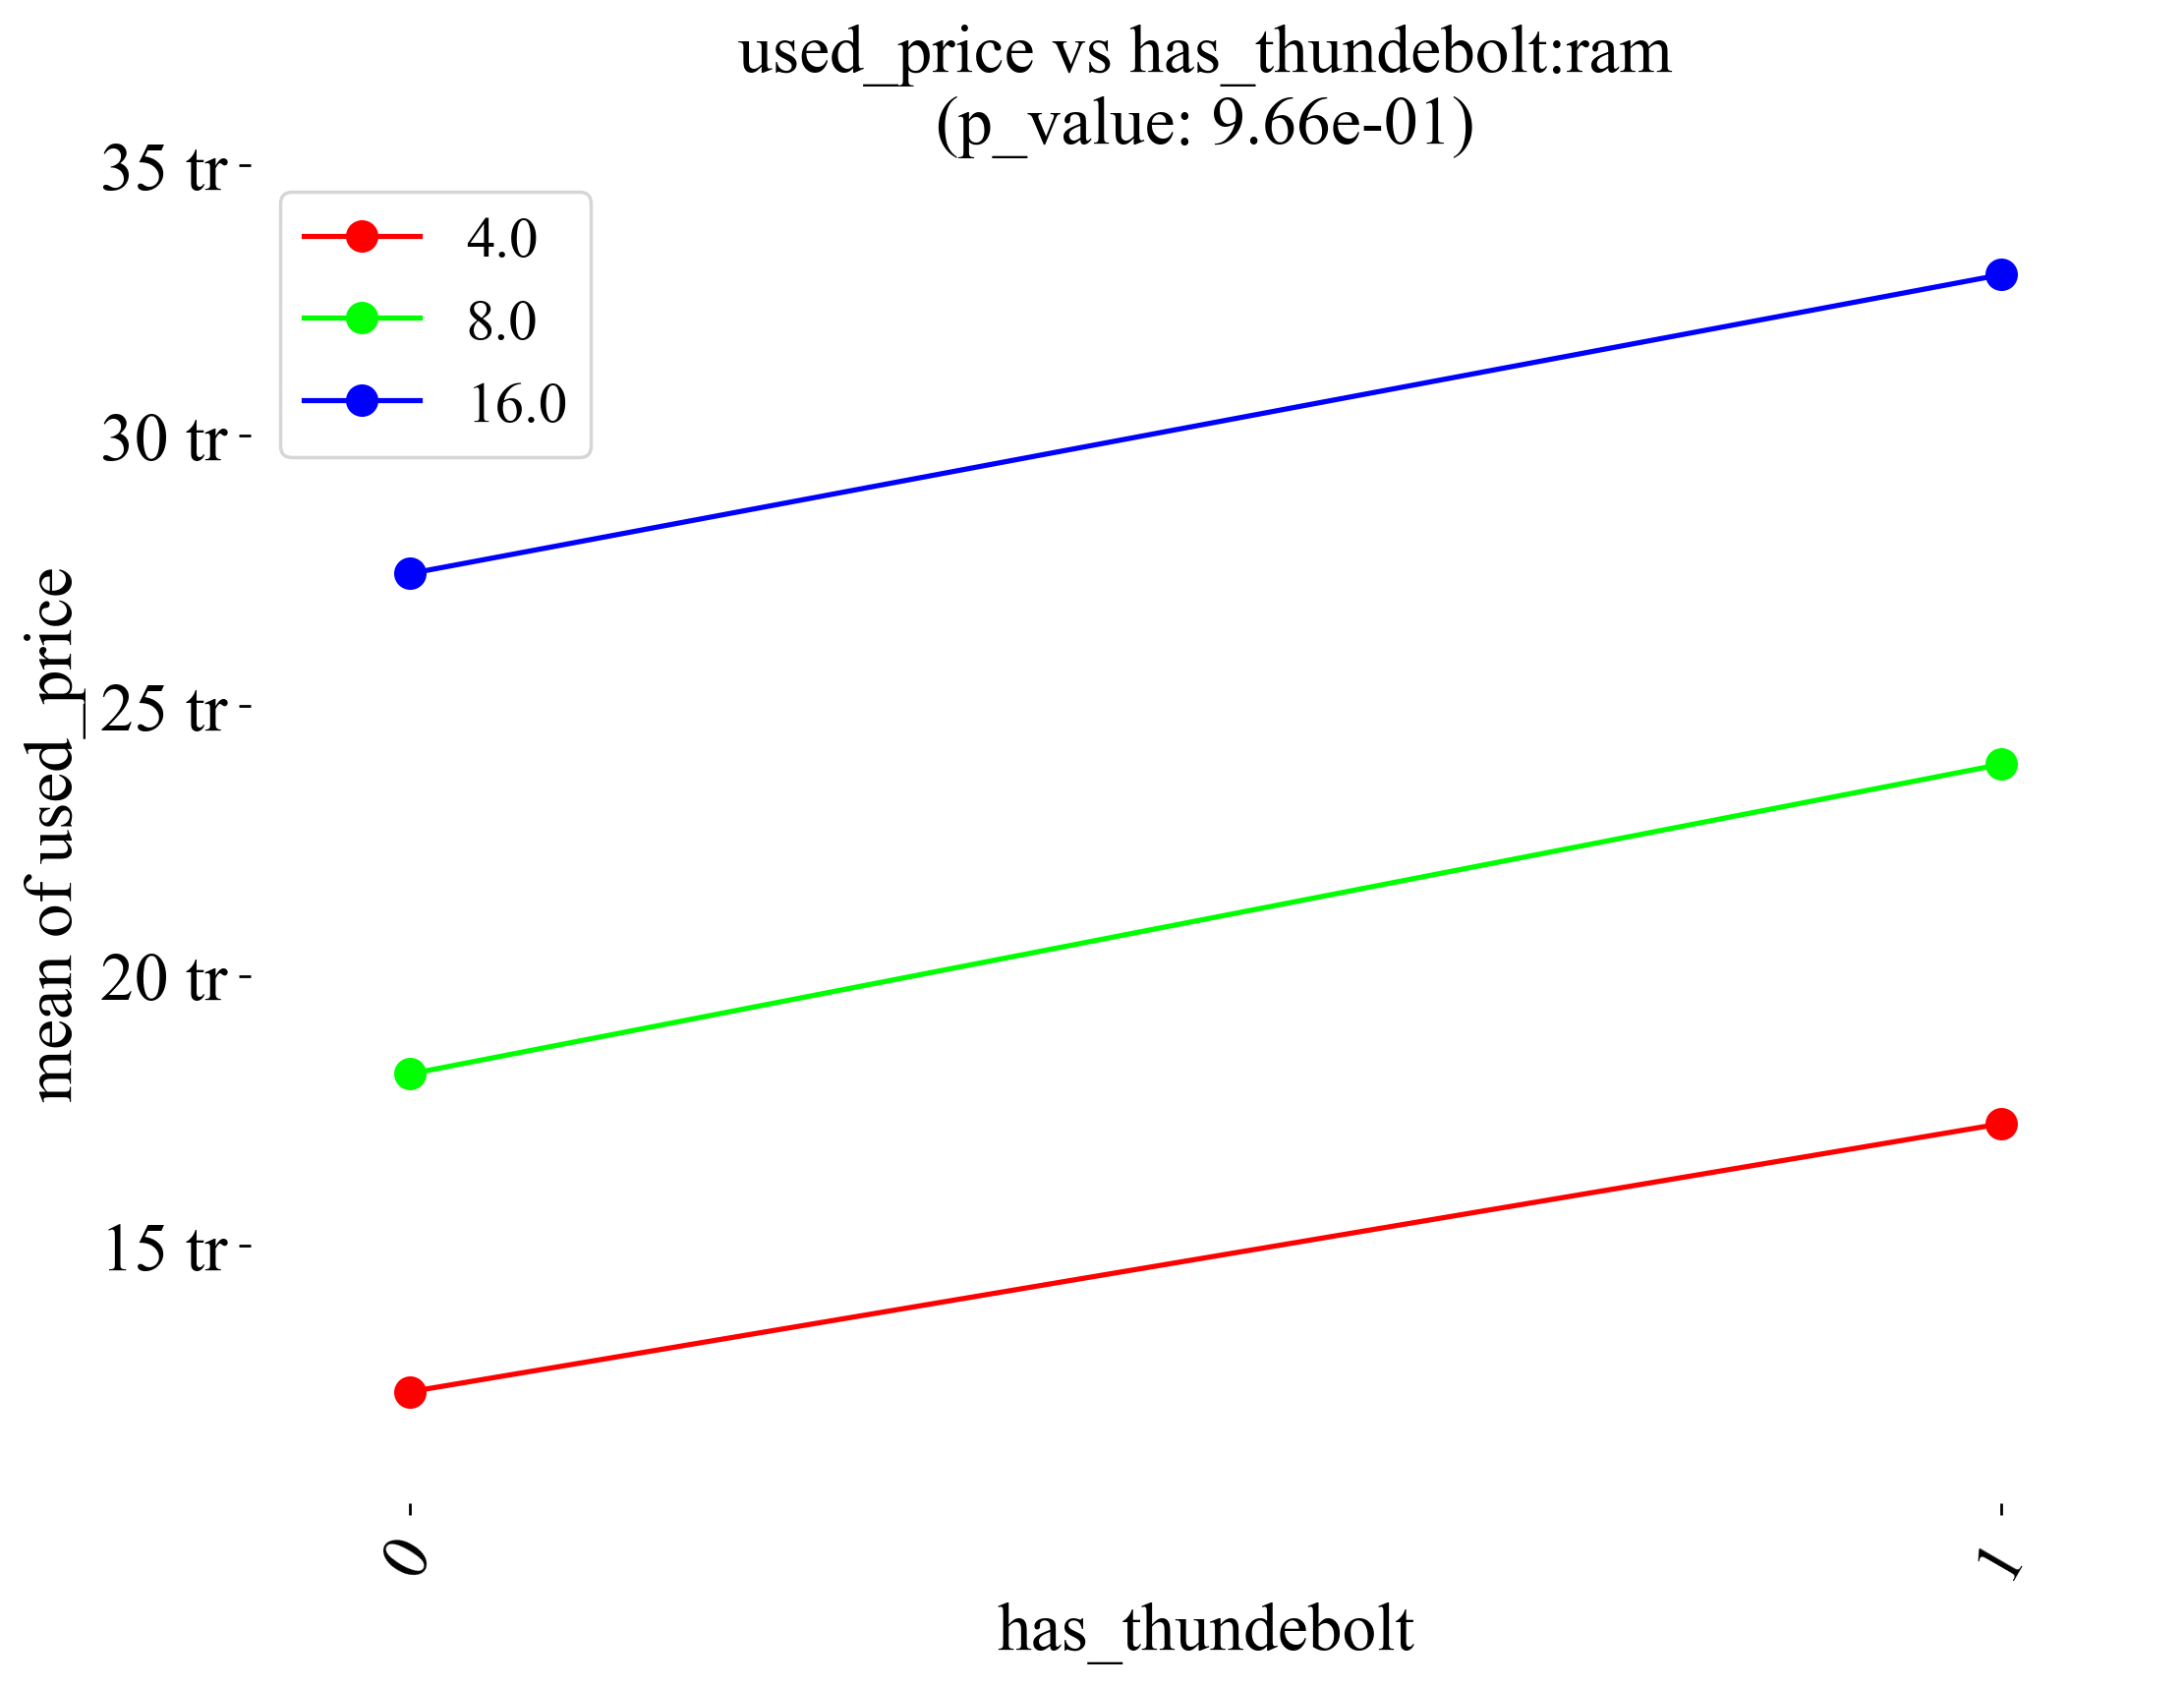 used_price vs has_thundebolt:ram
(p_value: 9.66e-01)
35 tr
30 tr
25 tr
20 tr
15 tr
mean of used_price
4.0
8.0
16.0
0
1
has_thundebolt